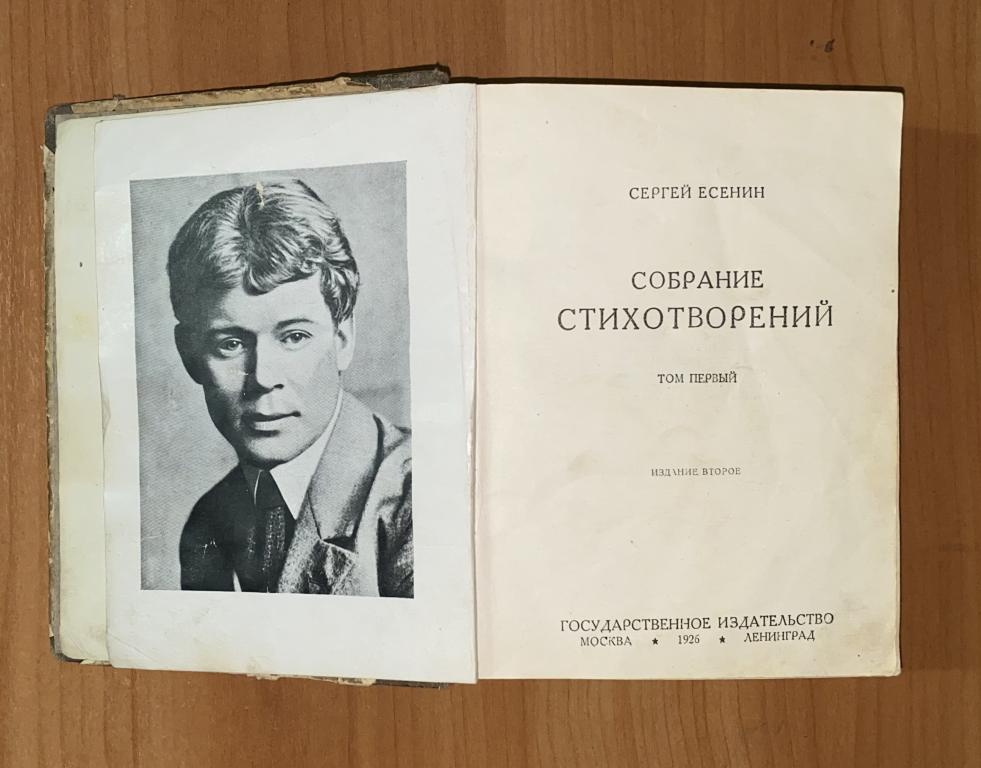 СЕРГЕЙ ЕСЕНИН
СОБРАНИЕ
СТИХОТВОРЕНИЙ
ТОМ ПЕРВЫЙ
ИЗДАНИЕ ВТОРОЕ
ГОСУДАРСТВЕННОЕ ИЗДАТЕЛЬСТВО
МОСКВА ★ 1926 ★ ЛЕНИНГРАД